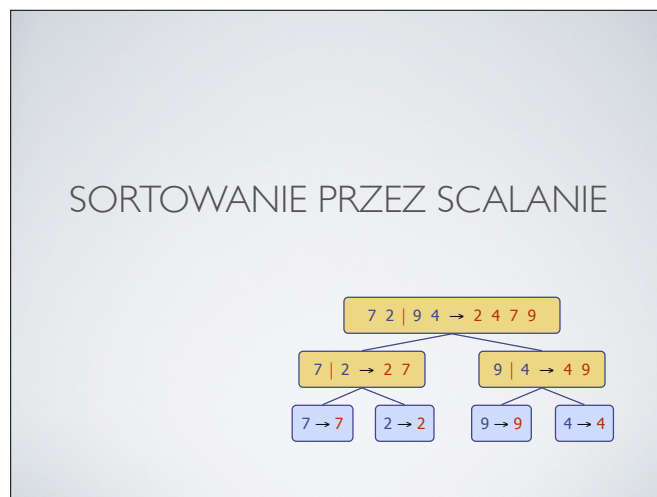 SORTOWANIE PRZEZ SCALANIE
7 2 | 9 4 → 2 4 7 9
7 | 2 → 2 7
9 | 4 → 4 9
7 → 7
2 → 2
9 → 9
4 → 4